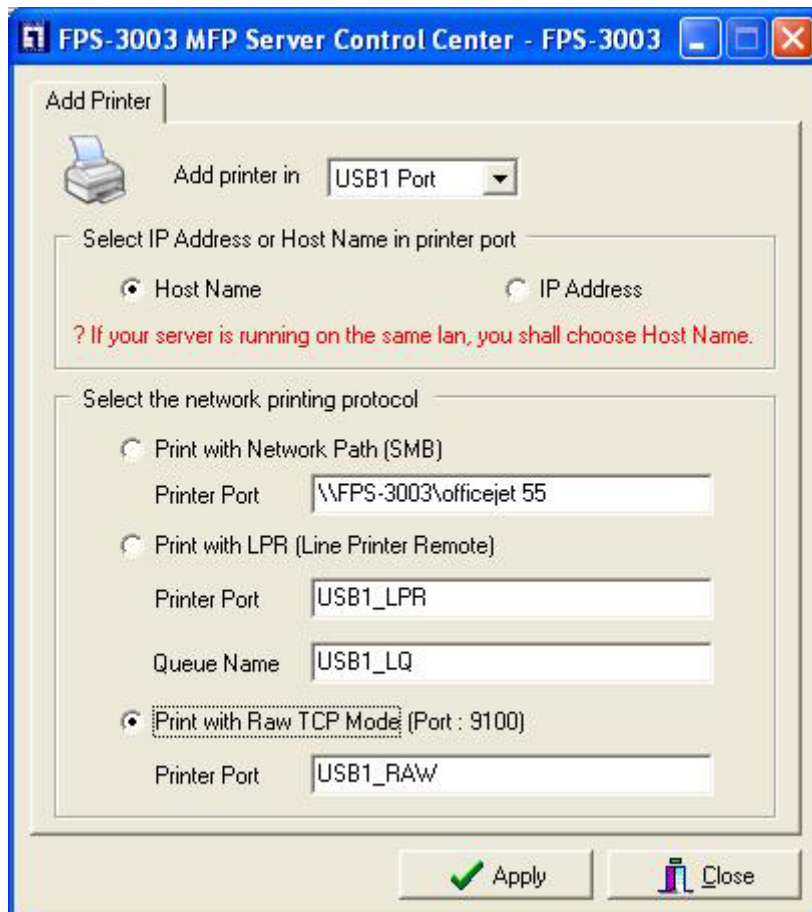 FPS-3003 MFP Server Control Center - FPS-3003
Add Printer
Add printer in USB1 Port
Select IP Address or Host Name in printer port
Host Name IP Address
? If your server is running on the same lan, you shall choose Host Name.
Select the network printing protocol
Print with Network Path (SMB)
Printer Port \\FPS-3003\officejet 55
Print with LPR (Line Printer Remote)
Printer Port USB1_LPR
Queue Name USB1_LQ
Print with Raw TCP Mode (Port : 9100)
Printer Port USB1_RAW
Apply Close